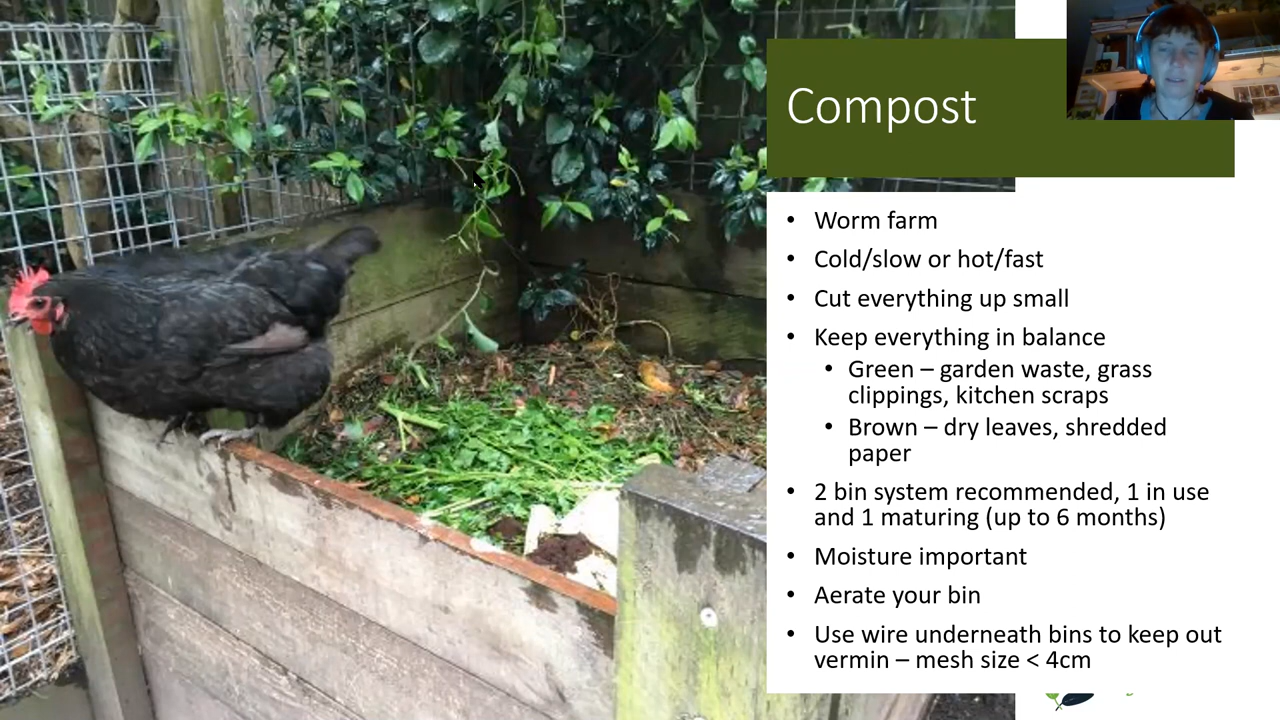 Compost
• Worm farm
• Cold/slow or hot/fast
• Cut everything up small
• Keep everything in balance
• Green – garden waste, grass
clippings, kitchen scraps
• Brown – dry leaves, shredded
paper
• 2 bin system recommended, 1 in use
and 1 maturing (up to 6 months)
• Moisture important
• Aerate your bin
• Use wire underneath bins to keep out
vermin – mesh size < 4cm